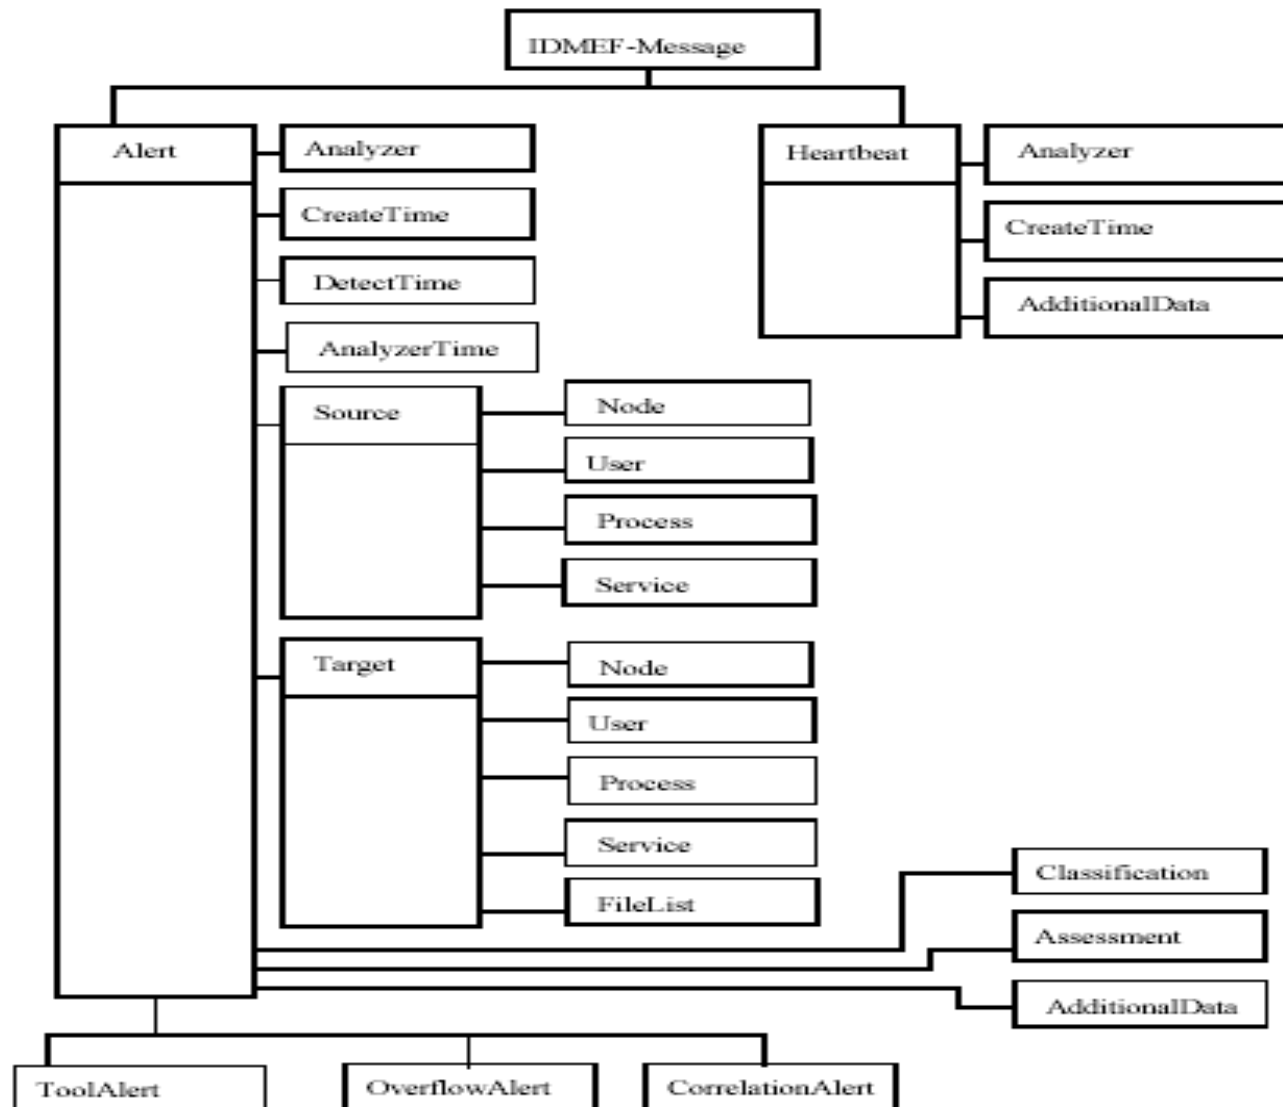 IDMEF-Message
Alert
Analyzer
CreateTime
DetectTime
AnalyzerTime
Source
Node
User
Process
Service
Target
Node
User
Process
Service
FileList
Classification
Assessment
AdditionalData
ToolAlert
OverflowAlert
CorrelationAlert
Heartbeat
Analyzer
CreateTime
AdditionalData